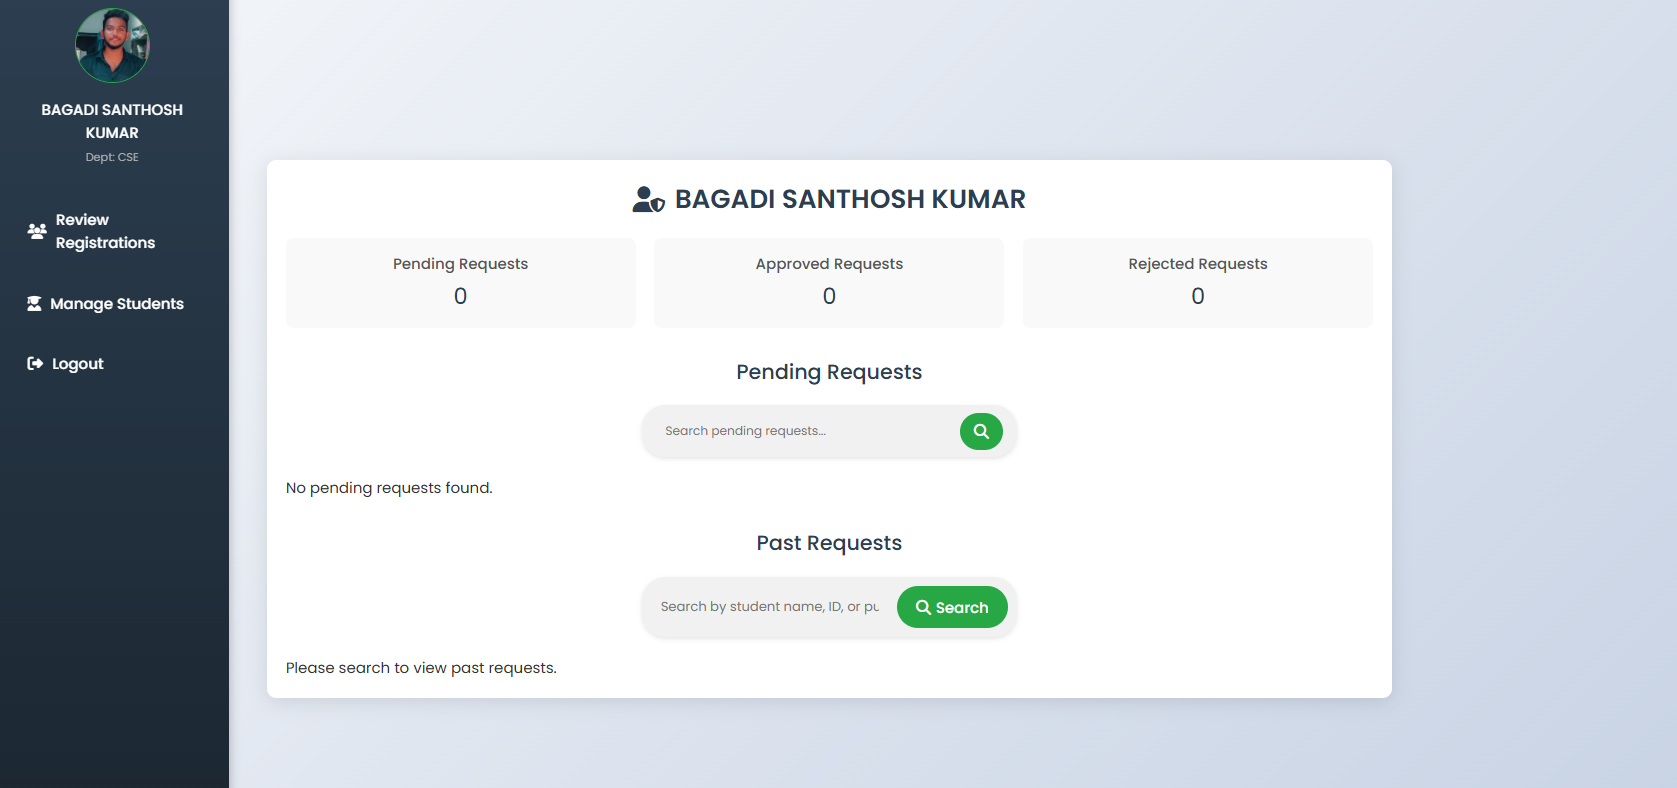 BAGADI SANTHOSH
KUMAR
Dept: CSE
Review
Registrations
Manage Students
Logout
BAGADI SANTHOSH KUMAR
Pending Requests
0
Approved Requests
0
Rejected Requests
0
Pending Requests
Search pending requests...
No pending requests found.
Past Requests
Search by student name, ID, or pu
Search
Please search to view past requests.